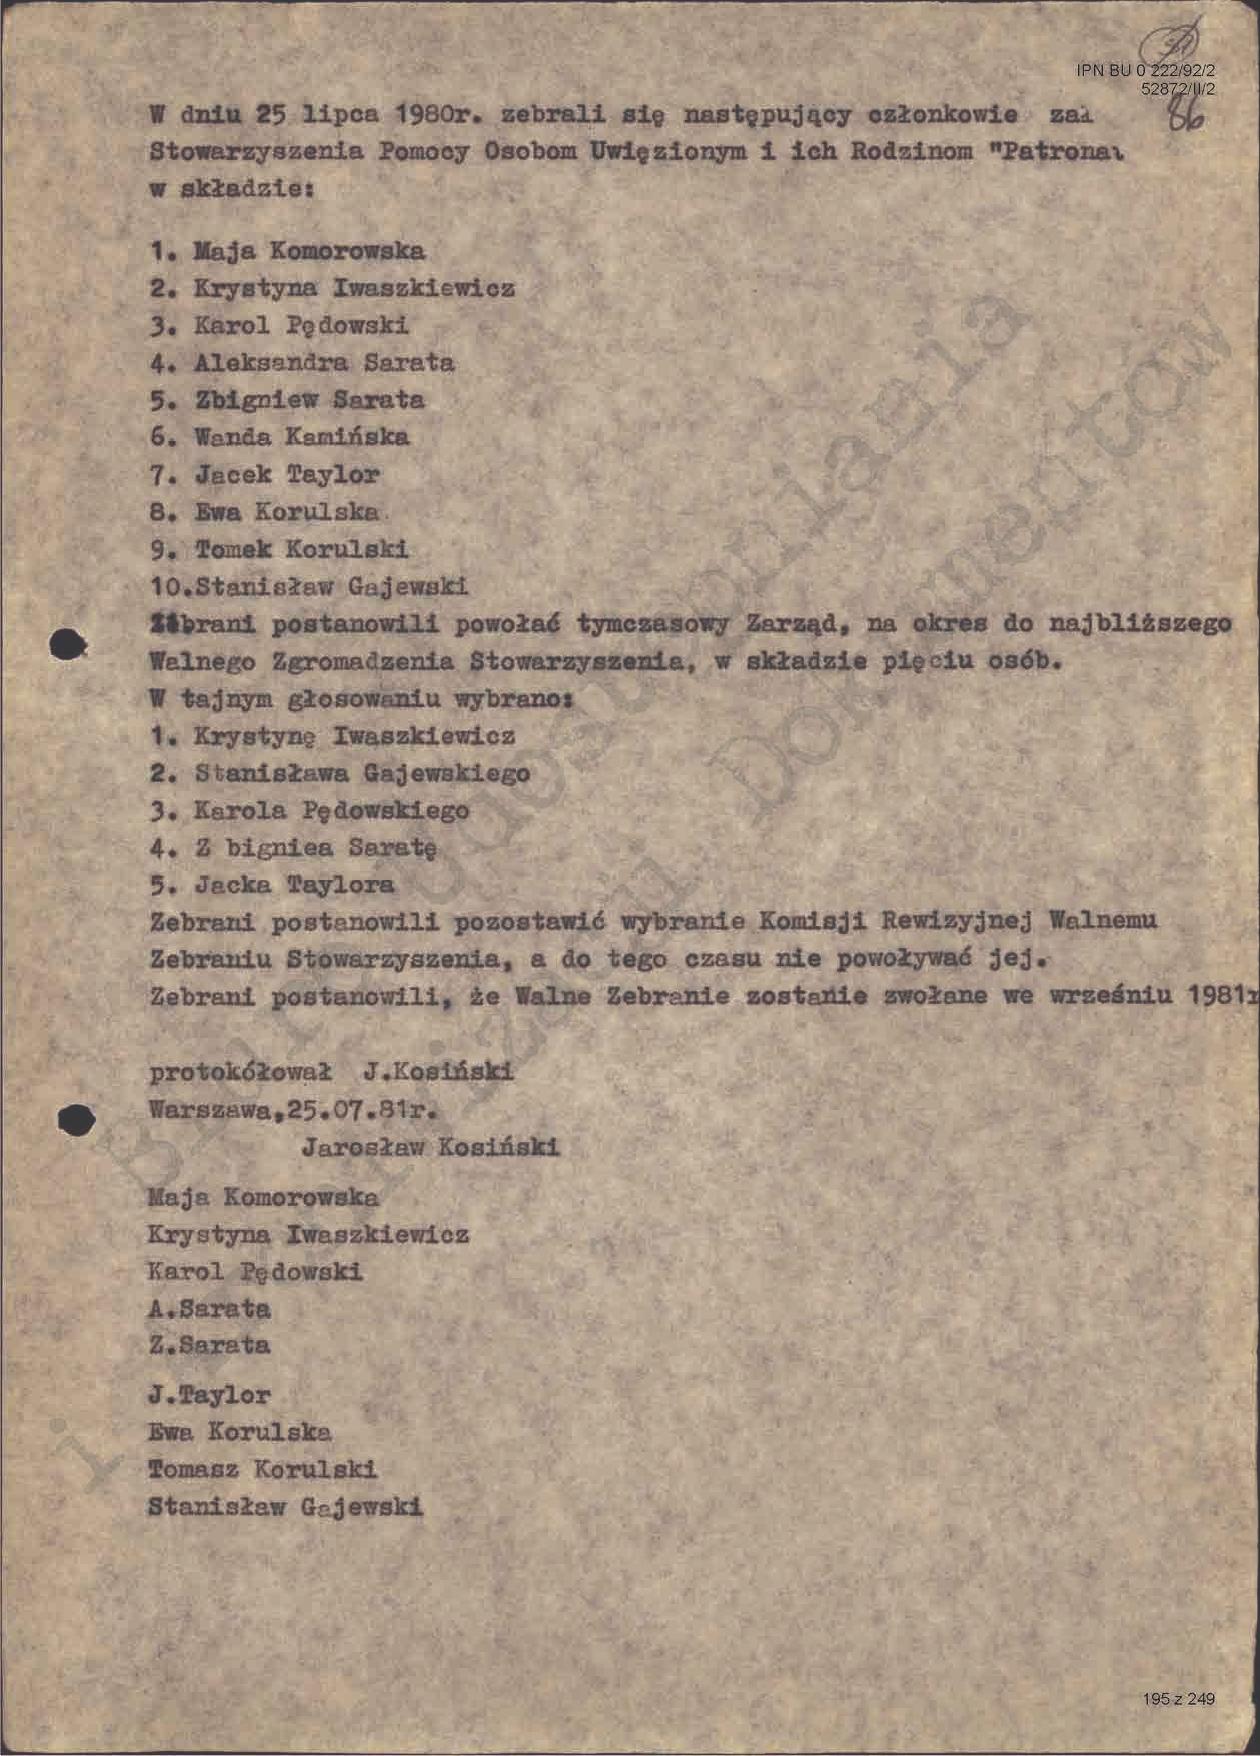 IPN BU 0 222/92/2
52872/II/2
86
W dniu 25 lipca 1980r. zebrali się następujący członkowie zał
Stowarzyszenia Pomocy Osobom Uwięzionym i ich Rodzinom "Patronat
w składzie:
1. Maja Komorowska
2. Krystyna Iwaszkiewicz
3. Karol Pędowski
4. Aleksandra Sarata
5. Zbigniew Sarata
6. Wanda Kamińska
7. Jacek Taylor
8. Ewa Korulska
9. Tomek Korulski
10.Stanisław Gajewski
Zebrani postanowili powołać tymczasowy Zarząd, na okres do najbliższego
Walnego Zgromadzenia Stowarzyszenia, w składzie pięciu osób.
W tajnym głosowaniu wybrano:
1. Krystynę Iwaszkiewicz
2. Stanisława Gajewskiego
3. Karola Pędowskiego
4. Z bigniea Saratę
5. Jacka Taylora
Zebrani postanowili pozostawić wybranie Komisji Rewizyjnej Walnemu
Zebraniu Stowarzyszenia, a do tego czasu nie powoływać jej.
Zebrani postanowili, że Walne Zebranie zostanie zwołane we wrześniu 1981r
protokółował J.Kosiński
Warszawa,25.07.81r.
Jarosław Kosiński
Maja Komorowska
Krystyna Iwaszkiewicz
Karol Pędowski
A.Sarata
Z.Sarata
J.Taylor
Ewa Korulska
Tomasz Korulski
Stanisław Gajewski
195 z 249